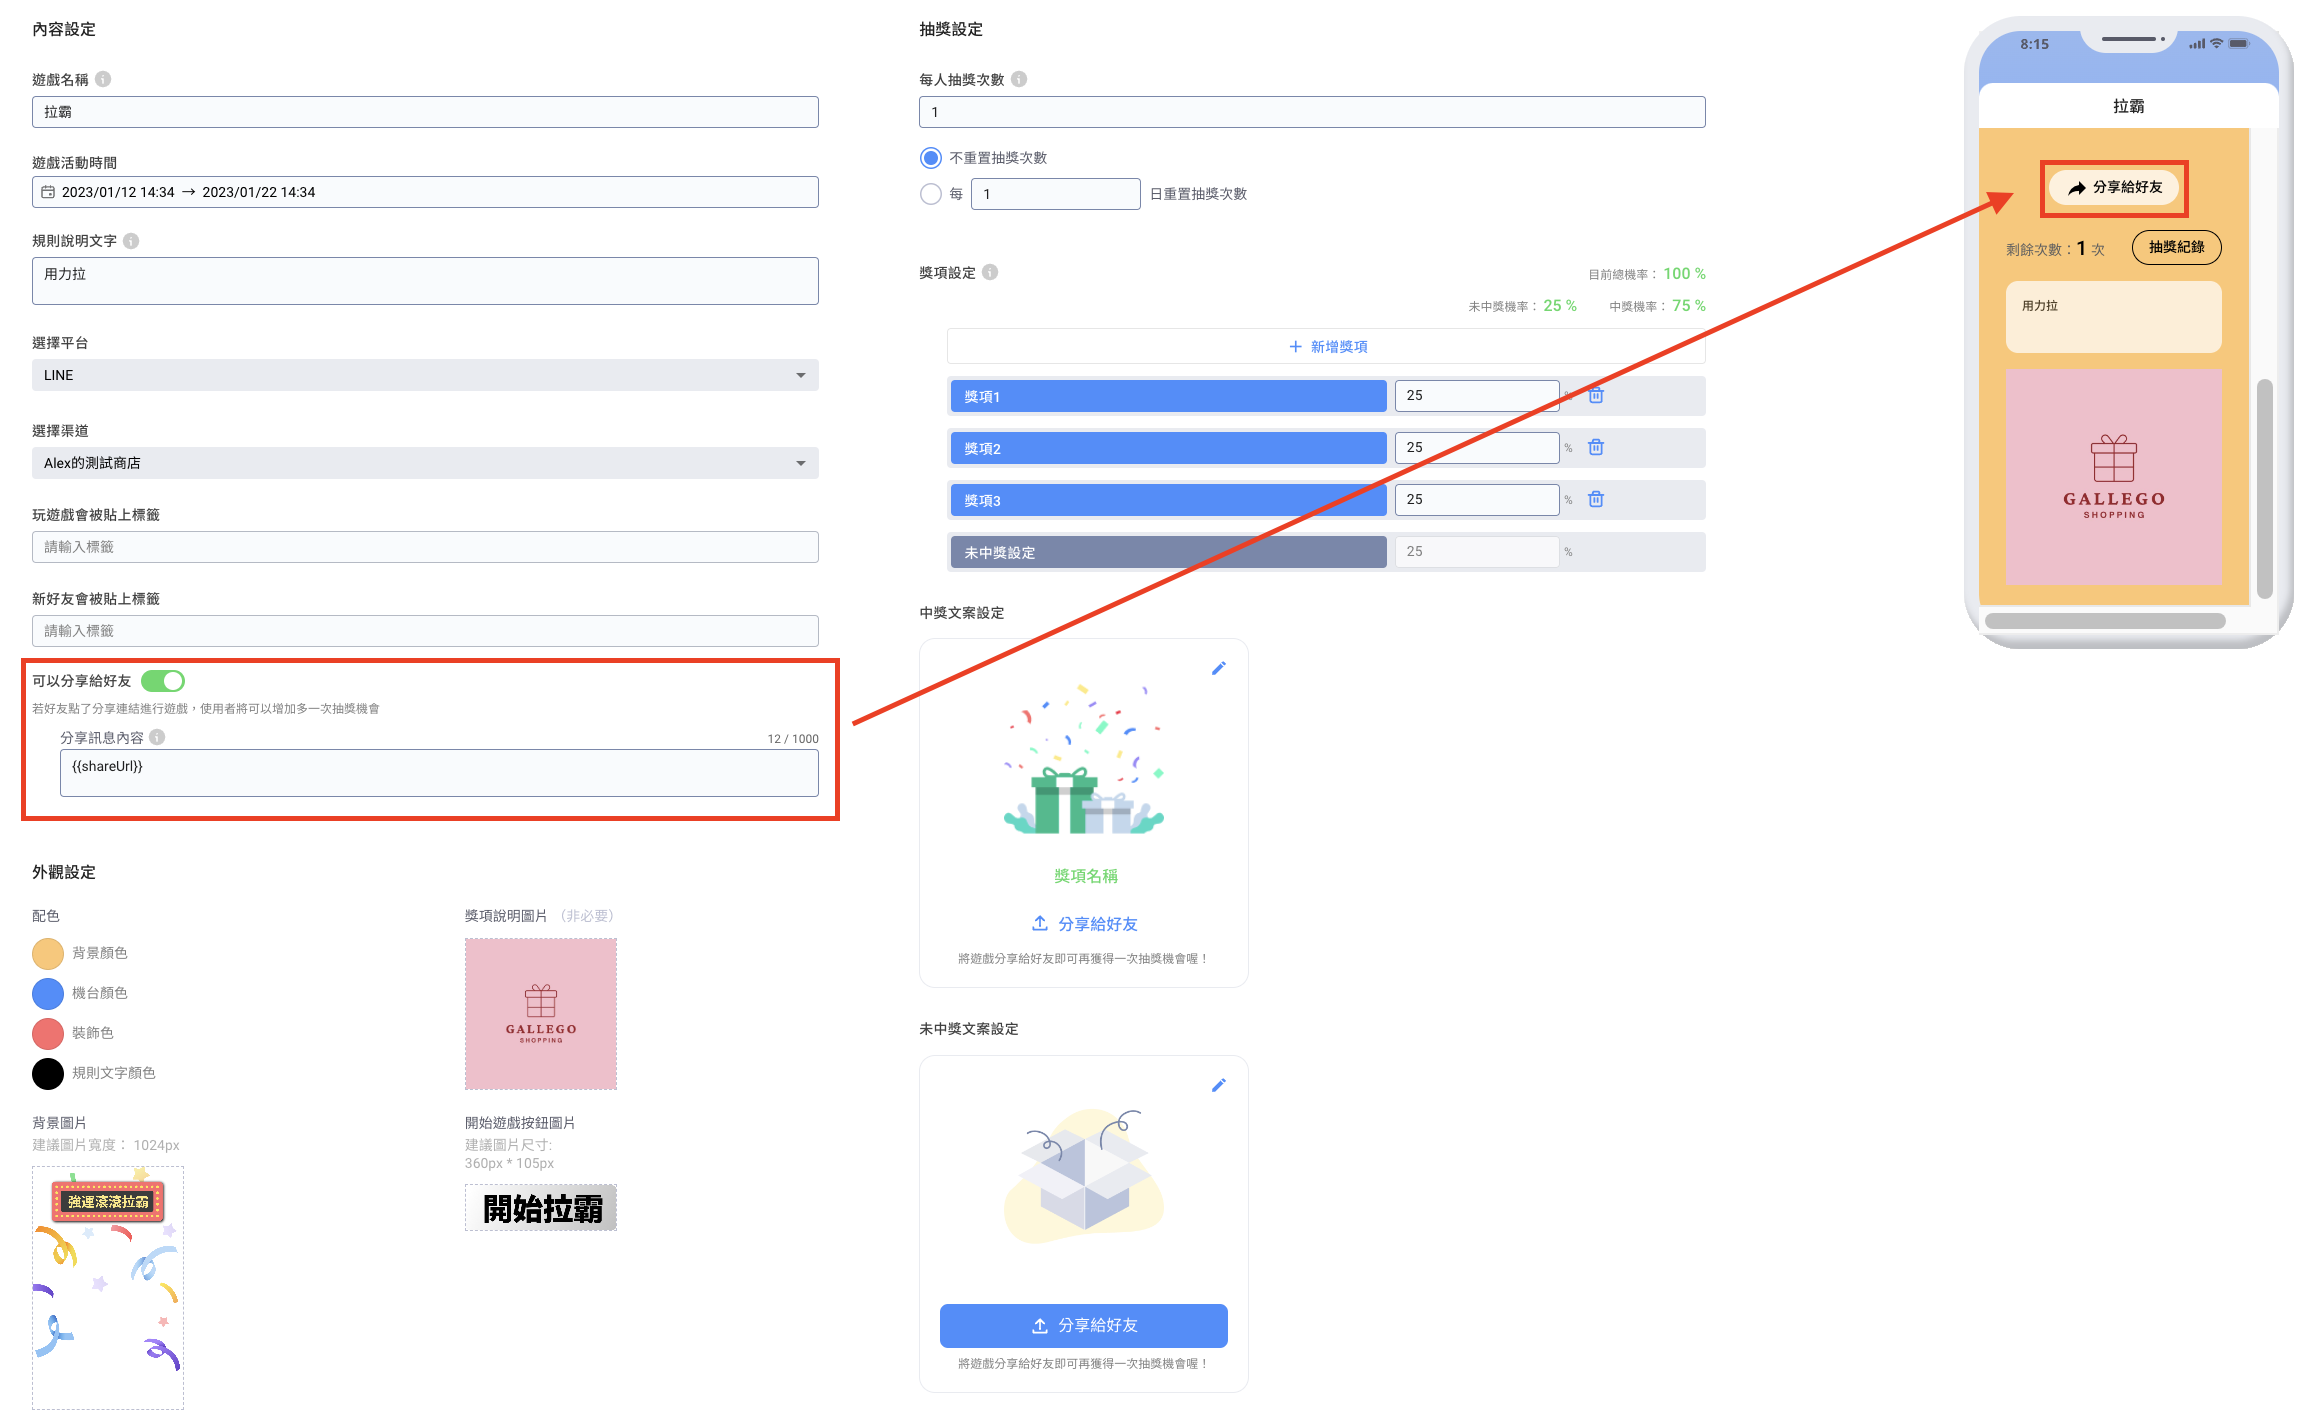 內容設定
遊戲名稱
拉霸
遊戲活動時間
2023/01/12 14:34 → 2023/01/22 14:34
規則說明文字
用力拉
選擇平台
LINE
選擇渠道
Alex的測試商店
玩遊戲會被貼上標籤
請輸入標籤
新好友會被貼上標籤
請輸入標籤
可以分享給好友
若好友點了分享連結進行遊戲，使用者將可以增加多一次抽獎機會
分享訊息內容
12 / 1000
{{shareUrl}}
外觀設定
配色
背景顏色
機台顏色
裝飾色
規則文字顏色
獎項說明圖片 （非必要）
GALLEGO
SHOPPING
背景圖片
建議圖片寬度： 1024px
強運滾滾拉霸
開始遊戲按鈕圖片
建議圖片尺寸:
360px * 105px
開始拉霸
抽獎設定
每人抽獎次數
1
不重置抽獎次數
每 1 日重置抽獎次數
獎項設定
目前總機率： 100 %
未中獎機率： 25 % 中獎機率： 75 %
+ 新增獎項
獎項1 25 %
獎項2 25 %
獎項3 25 %
未中獎設定 25 %
中獎文案設定
獎項名稱
分享給好友
將遊戲分享給好友即可再獲得一次抽獎機會喔！
未中獎文案設定
分享給好友
將遊戲分享給好友即可再獲得一次抽獎機會喔！
8:15
拉霸
分享給好友
剩餘次數：1 次
抽獎紀錄
用力拉
GALLEGO
SHOPPING